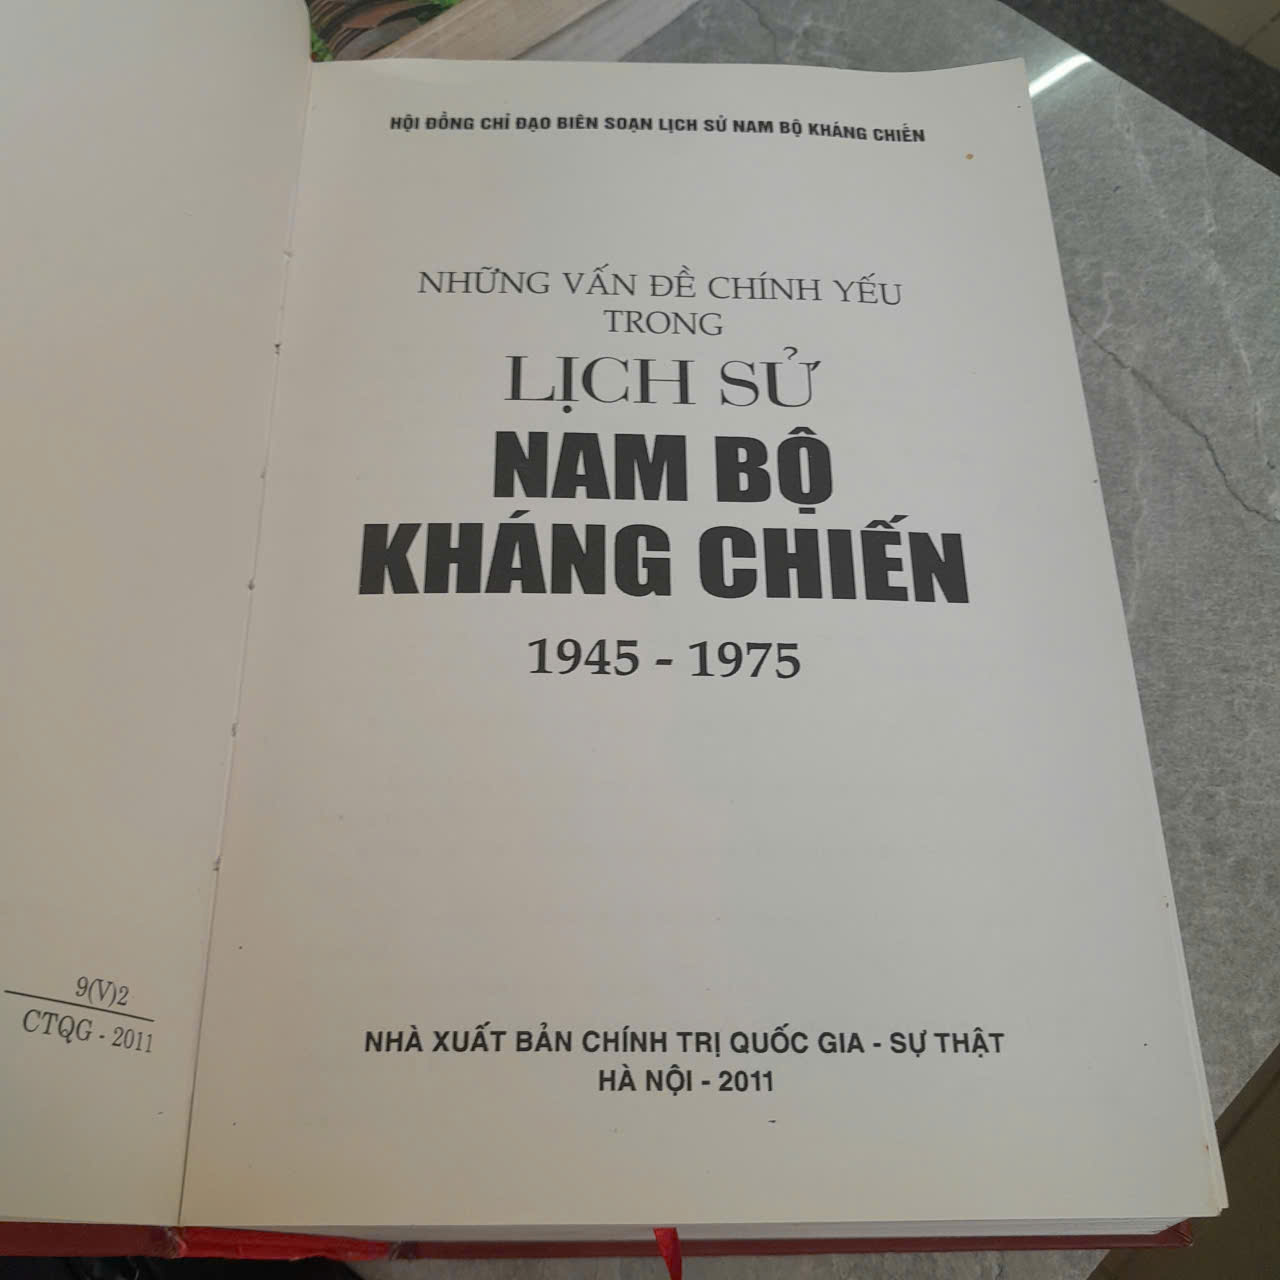 HỘI ĐỒNG CHỈ ĐẠO BIÊN SOẠN LỊCH SỬ NAM BỘ KHÁNG CHIẾN
NHỮNG VẤN ĐỀ CHÍNH YẾU
TRONG
LỊCH SỬ
NAM BỘ
KHÁNG CHIẾN
1945 - 1975
9(V)2
CTQG - 2011
NHÀ XUẤT BẢN CHÍNH TRỊ QUỐC GIA - SỰ THẬT
HÀ NỘI - 2011